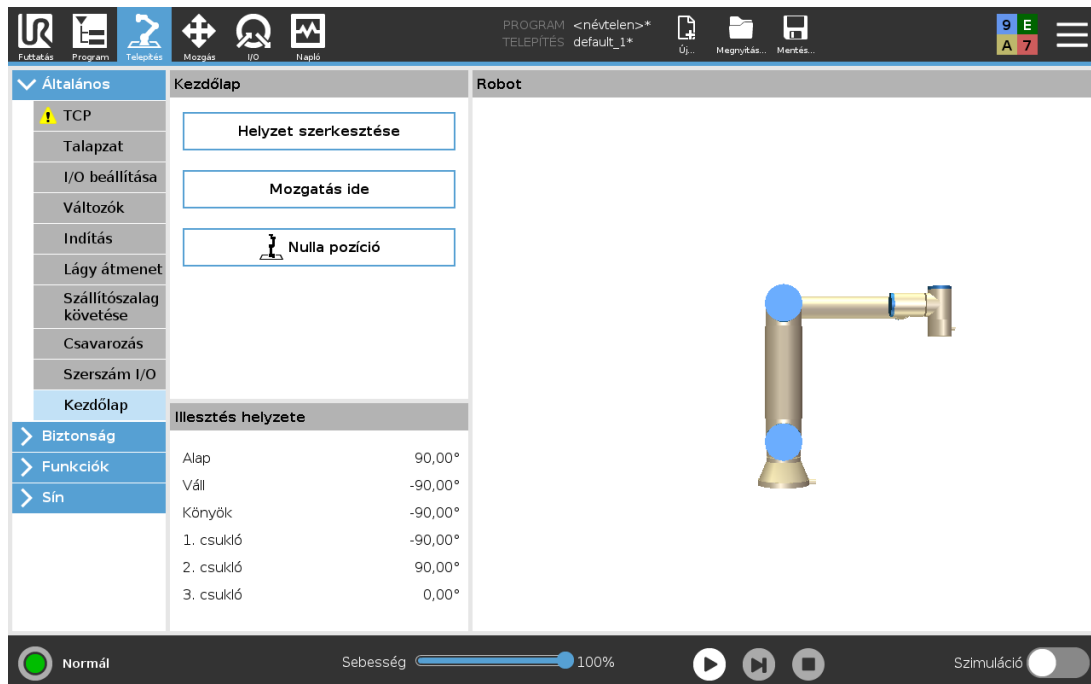 UR
Futtatás
Program
Telepítés
Mozgás
I/O
Napló
PROGRAM <névtelen>*
TELEPÍTÉS default_1*
Új...
Megnyitás...
Mentés...
9 E
A 7
Általános
TCP
Talapzat
I/O beállítása
Változók
Indítás
Lágy átmenet
Szállítószalag
követése
Csavarozás
Szerszám I/O
Kezdőlap
Biztonság
Funkciók
Sín
Kezdőlap
Helyzet szerkesztése
Mozgatás ide
Nulla pozíció
Illesztés helyzete
Alap 90,00°
Váll -90,00°
Könyök -90,00°
1. csukló -90,00°
2. csukló 90,00°
3. csukló 0,00°
Robot
Normál
Sebesség 100%
Szimuláció